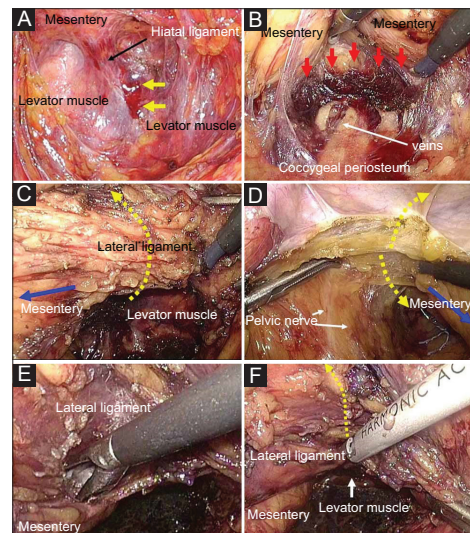 A
Mesentery
Hiatal ligament
Levator muscle
Levator muscle
B
Mesentery
Mesentery
veins
Coccygeal periosteum
C
Lateral ligament
Mesentery
Levator muscle
D
Mesentery
Pelvic nerve
E
Lateral ligament
Mesentery
F
HARMONIC AC
Lateral ligament
Mesentery
Levator muscle